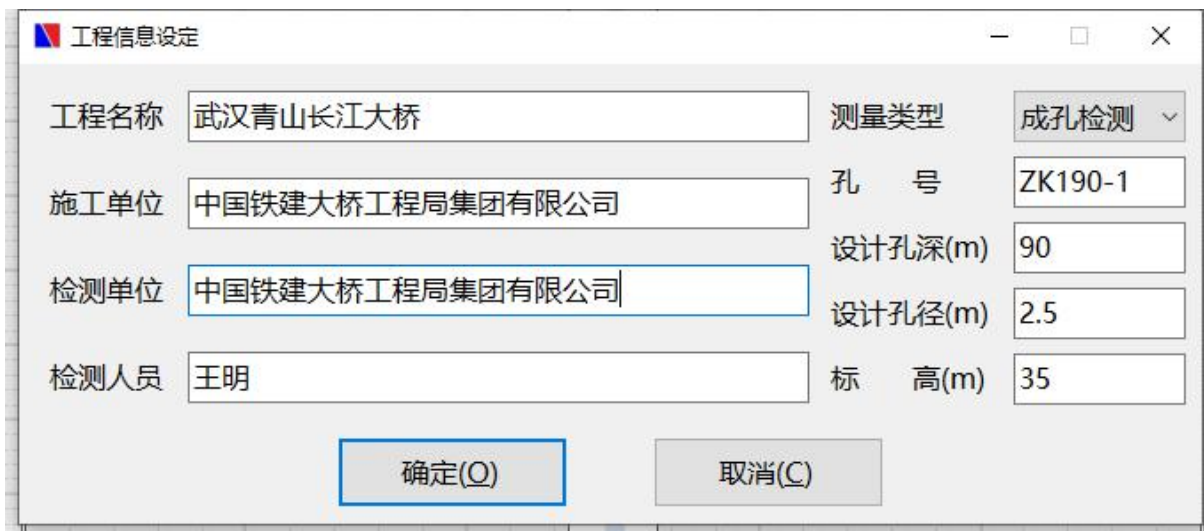 工程信息设定
工程名称 武汉青山长江大桥 测量类型 成孔检测
施工单位 中国铁建大桥工程局集团有限公司 孔 号 ZK190-1
设计孔深(m) 90
检测单位 中国铁建大桥工程局集团有限公司 设计孔径(m) 2.5
检测人员 王明 标 高(m) 35
确定(O) 取消(C)